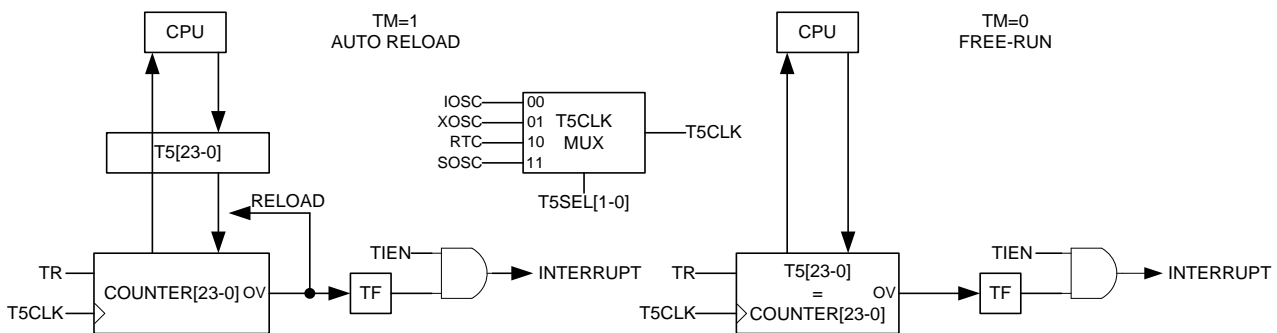 CPU
TM=1
AUTO RELOAD
T5[23-0]
RELOAD
TR
COUNTER[23-0]
OV
T5CLK
TF
TIEN
INTERRUPT
IOSC
00
XOSC
01
RTC
10
SOSC
11
T5CLK
MUX
T5CLK
T5SEL[1-0]
CPU
TM=0
FREE-RUN
TR
T5[23-0]
=
COUNTER[23-0]
OV
T5CLK
TF
TIEN
INTERRUPT